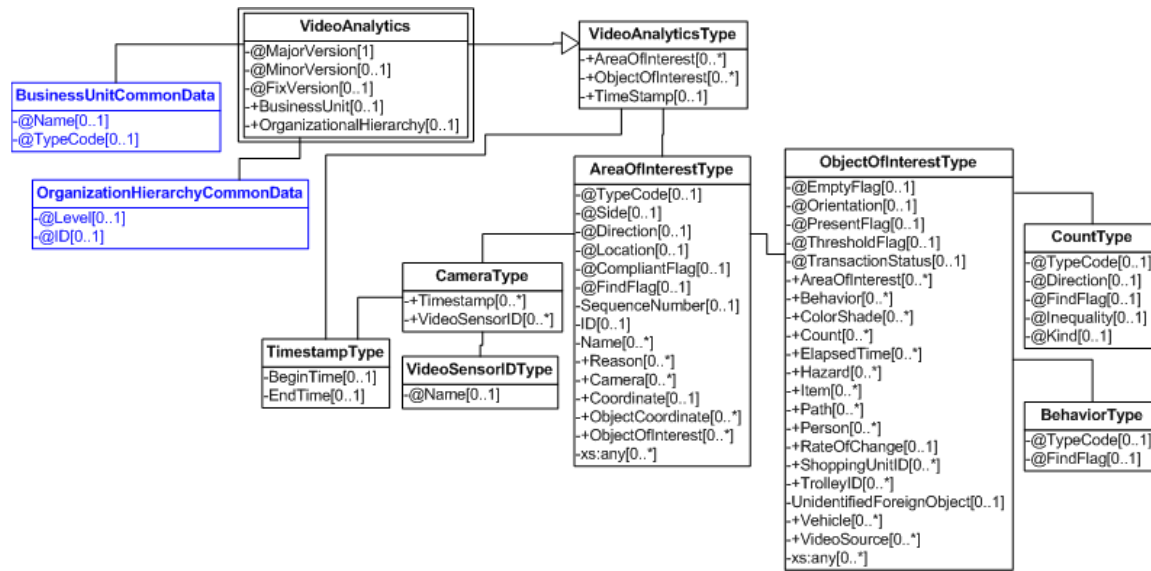 VideoAnalytics
-@MajorVersion[1]
-@MinorVersion[0..1]
-@FixVersion[0..1]
-+BusinessUnit[0..1]
-+OrganizationalHierarchy[0..1]
VideoAnalyticsType
-+AreaOfInterest[0..*]
-+ObjectOfInterest[0..*]
-+TimeStamp[0..1]
BusinessUnitCommonData
-@Name[0..1]
-@TypeCode[0..1]
OrganizationHierarchyCommonData
-@Level[0..1]
-@ID[0..1]
AreaOfInterestType
-@TypeCode[0..1]
-@Side[0..1]
-@Direction[0..1]
-@Location[0..1]
-@CompliantFlag[0..1]
-@FindFlag[0..1]
-SequenceNumber[0..1]
-ID[0..1]
-Name[0..*]
-+Reason[0..*]
-+Camera[0..*]
-+Coordinate[0..1]
-+ObjectCoordinate[0..*]
-+ObjectOfInterest[0..*]
-xs:any[0..*]
ObjectOfInterestType
-@EmptyFlag[0..1]
-@Orientation[0..1]
-@PresentFlag[0..1]
-@ThresholdFlag[0..1]
-@TransactionStatus[0..1]
-+AreaOfInterest[0..*]
-+Behavior[0..*]
-+ColorShade[0..*]
-+Count[0..*]
-+ElapsedTime[0..*]
-+Hazard[0..*]
-+Item[0..*]
-+Path[0..*]
-+Person[0..*]
-+RateOfChange[0..1]
-+ShoppingUnitID[0..*]
-+TrolleyID[0..*]
-UnidentifiedForeignObject[0..1]
-+Vehicle[0..*]
-+VideoSource[0..*]
-xs:any[0..*]
CountType
-@TypeCode[0..1]
-@Direction[0..1]
-@FindFlag[0..1]
-@Inequality[0..1]
-@Kind[0..1]
CameraType
-+Timestamp[0..*]
-+VideoSensorID[0..*]
TimestampType
-BeginTime[0..1]
-EndTime[0..1]
VideoSensorIDType
-@Name[0..1]
BehaviorType
-@TypeCode[0..1]
-@FindFlag[0..1]